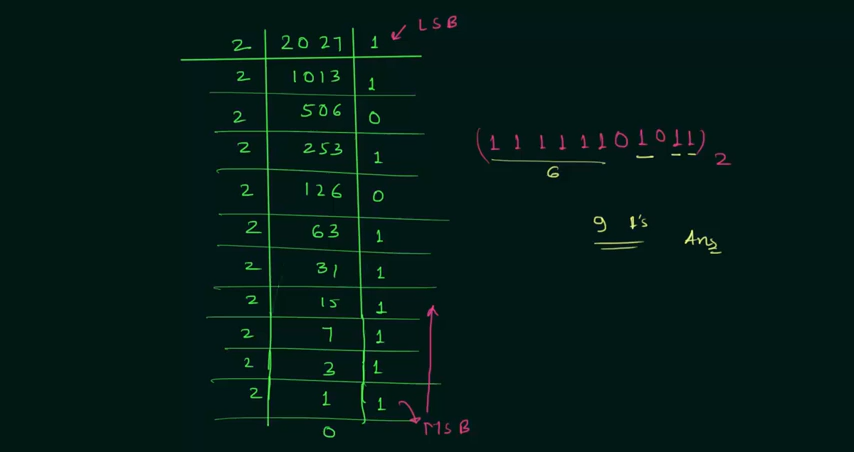 2 2027 1 LSB
2 1013 1
2 506 0
2 253 1
2 126 0
2 63 1
2 31 1
2 15 1
2 7 1
2 3 1
2 1 1 MSB
0
(11111101011)2
6
9 1's Ans